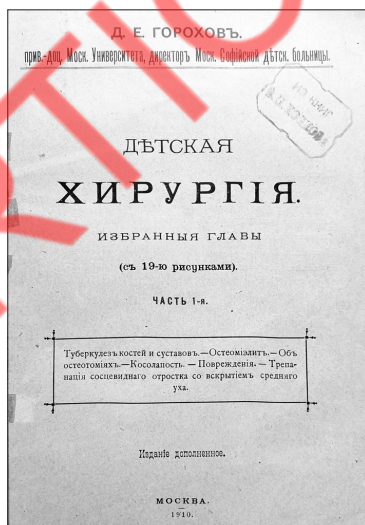 Д. Е. ГОРОХОВЪ.
прив.-доц. Моск. Университета, директоръ Моск. Софійской дѣтск. больницы.
ДѢТСКАЯ
ХИРУРГІЯ.
ИЗБРАННЫЯ ГЛАВЫ
(съ 19-ю рисунками).
ЧАСТЬ 1-я.
Туберкулезъ костей и суставовъ.—Остеоміэлитъ.—Объ
остеотоміяхъ.—Косолапость. — Поврежденія. — Трепа-
нація сосцевиднаго отростка со вскрытіемъ средняго
уха.
Изданіе дополненное.
МОСКВА.
1910.